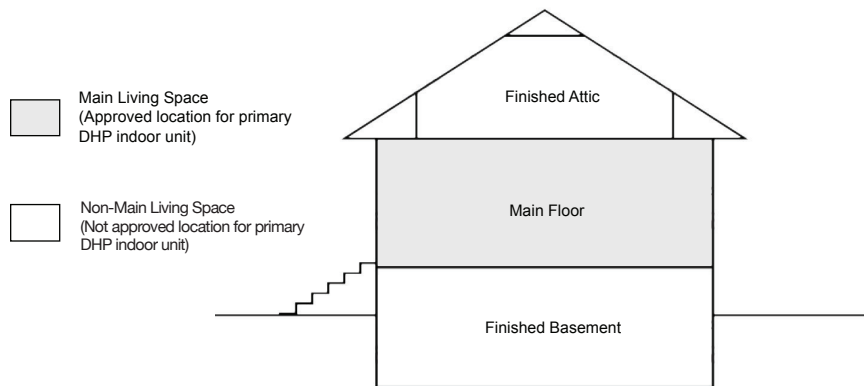 Main Living Space
(Approved location for primary
DHP indoor unit)
Non-Main Living Space
(Not approved location for primary
DHP indoor unit)
Finished Attic
Main Floor
Finished Basement